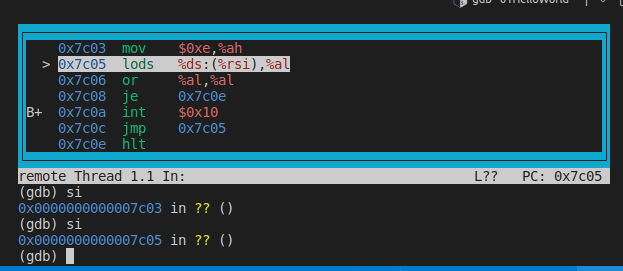 gdb - 01HelloWorld
0x7c03 mov $0xe,%ah
> 0x7c05 lods %ds:(%rsi),%al
0x7c06 or %al,%al
0x7c08 je 0x7c0e
B+ 0x7c0a int $0x10
0x7c0c jmp 0x7c05
0x7c0e hlt
remote Thread 1.1 In: L?? PC: 0x7c05
(gdb) si
0x0000000000007c03 in ?? ()
(gdb) si
0x0000000000007c05 in ?? ()
(gdb)